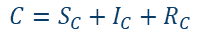 C = S_C + I_C + R_C